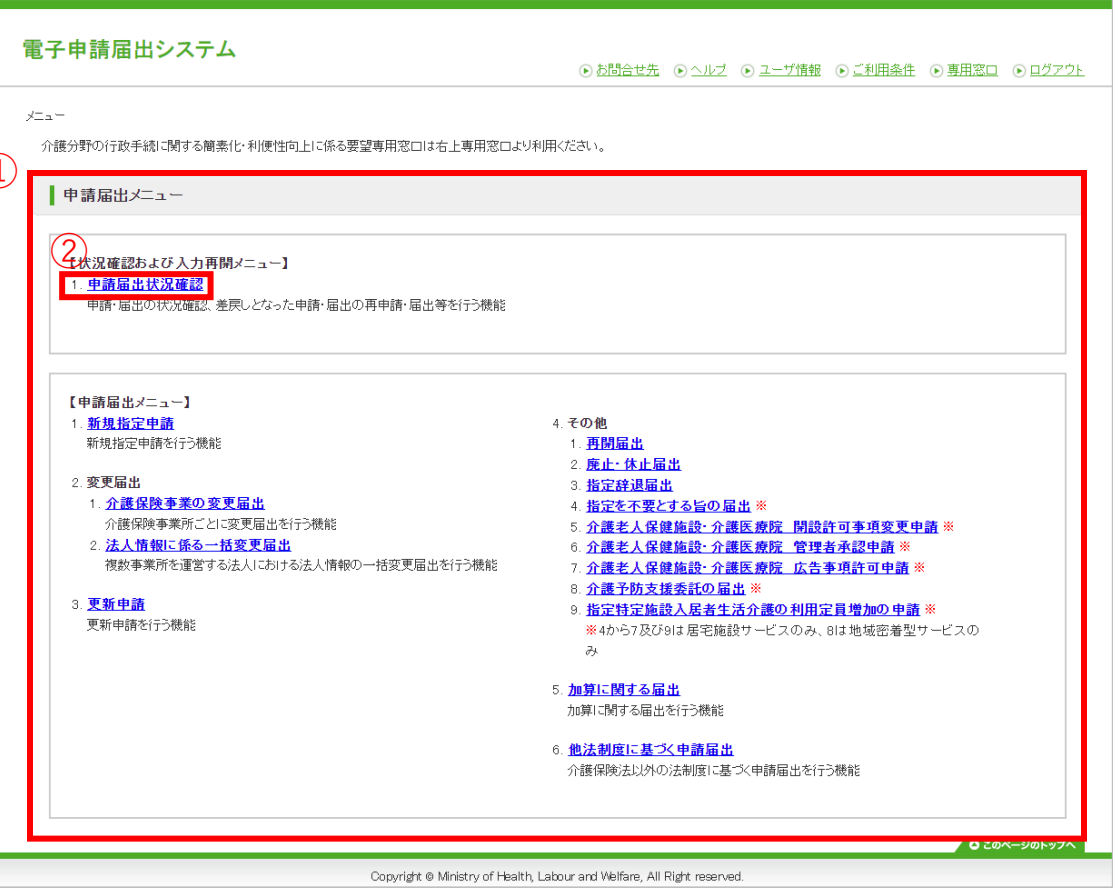 電子申請届出システム
お問合せ先 ヘルプ ユーザ情報 ご利用条件 専用窓口 ログアウト
メニュー
介護分野の行政手続に関する簡素化・利便性向上に係る要望専用窓口は右上専用窓口より利用ください。
①
申請届出メニュー
②
【状況確認および入力再開メニュー】
1. 申請届出状況確認
申請・届出の状況確認、差戻しとなった申請・届出の再申請・届出等を行う機能
【申請届出メニュー】
1. 新規指定申請
新規指定申請を行う機能
2. 変更届出
1. 介護保険事業の変更届出
介護保険事業所ごとに変更届出を行う機能
2. 法人情報に係る一括変更届出
複数事業所を運営する法人における法人情報の一括変更届出を行う機能
3. 更新申請
更新申請を行う機能
4. その他
1. 再開届出
2. 廃止・休止届出
3. 指定辞退届出
4. 指定を不要とする旨の届出 ※
5. 介護老人保健施設・介護医療院 開設許可事項変更申請 ※
6. 介護老人保健施設・介護医療院 管理者承認申請 ※
7. 介護老人保健施設・介護医療院 広告事項許可申請 ※
8. 介護予防支援委託の届出 ※
9. 指定特定施設入居者生活介護の利用定員増加の申請 ※
※4から7及び9は居宅施設サービスのみ、8は地域密着型サービスの
み
5. 加算に関する届出
加算に関する届出を行う機能
6. 他法制度に基づく申請届出
介護保険法以外の法制度に基づく申請届出を行う機能
このページのトップへ
Copyright © Ministry of Health, Labour and Welfare, All Right reserved.